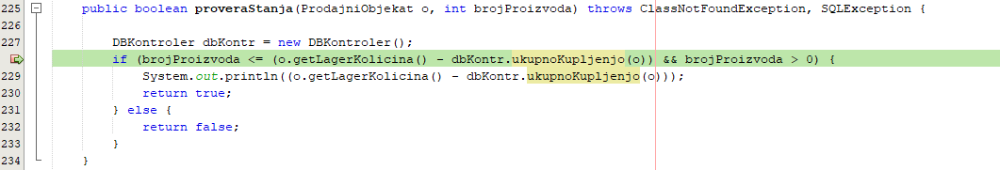 225 public boolean proveraStanja(ProdajniObjekat o, int brojProizvoda) throws ClassNotFoundException, SQLException {
226
227 DBKontroler dbKontr = new DBKontroler();
if (brojProizvoda <= (o.getLagerKolicina() - dbKontr.ukupnoKupljenjo(o)) && brojProizvoda > 0) {
229 System.out.println((o.getLagerKolicina() - dbKontr.ukupnoKupljenjo(o)));
230 return true;
231 } else {
232 return false;
233 }
234 }